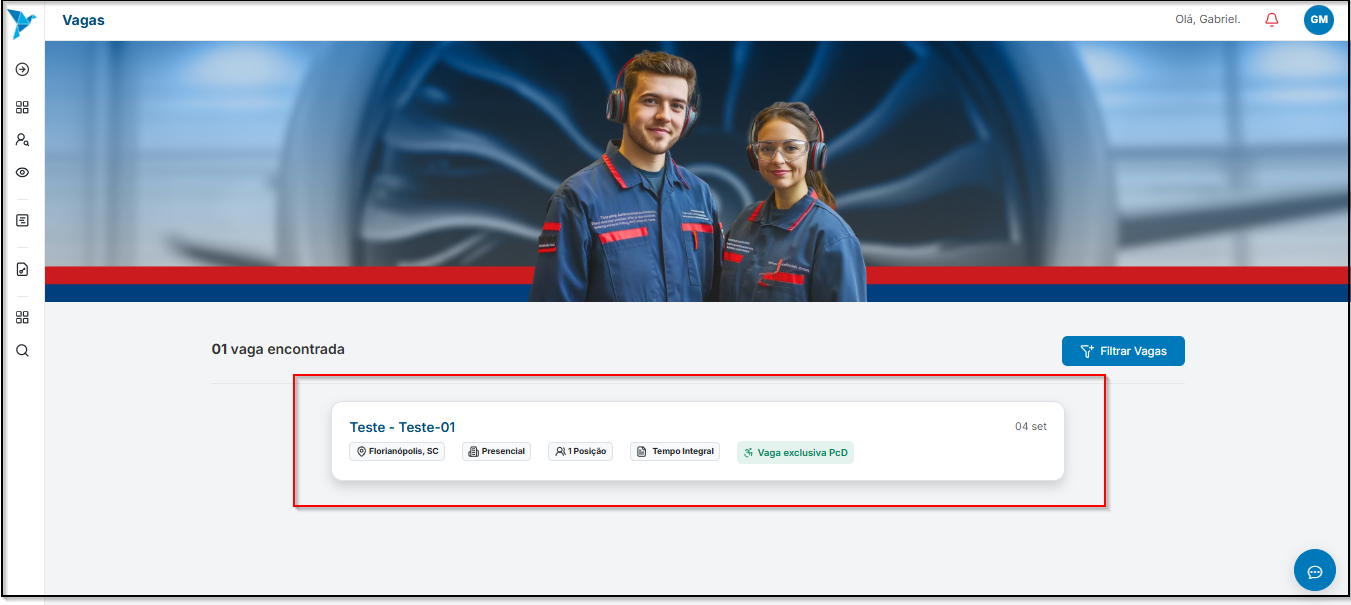 Vagas
Olá, Gabriel.
GM
01 vaga encontrada
Filtrar Vagas
Teste - Teste-01
04 set
Florianópolis, SC
Presencial
1 Posição
Tempo Integral
Vaga exclusiva PcD